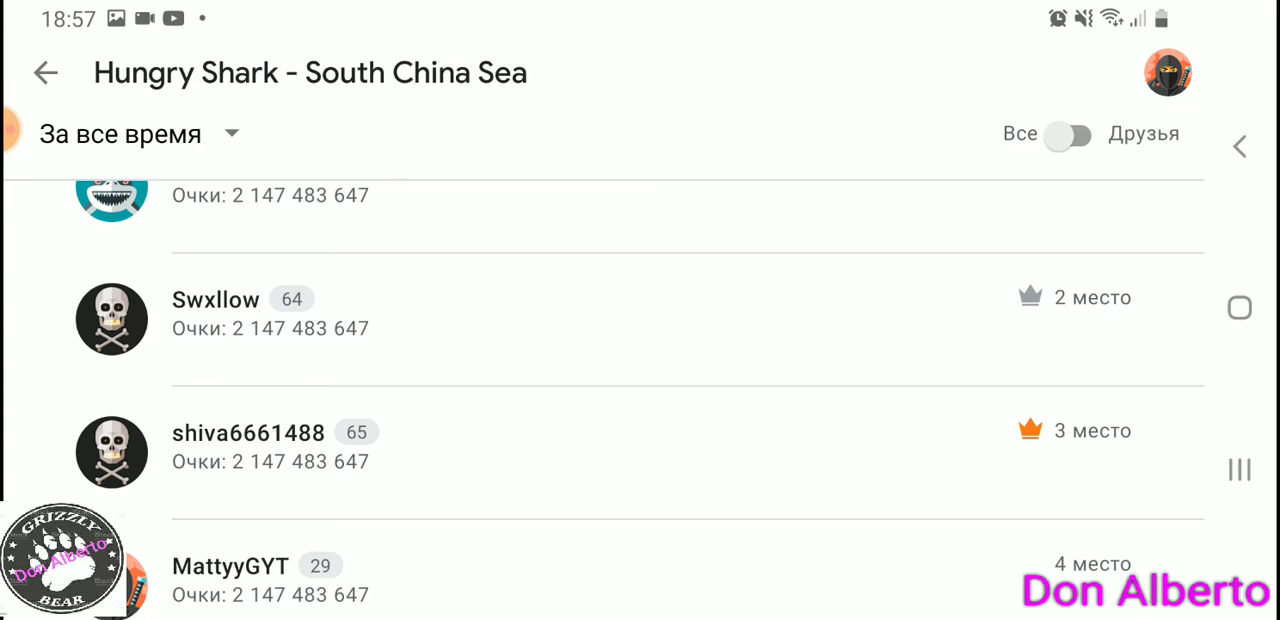 18:57
Hungry Shark - South China Sea
За все время
Все Друзья
Очки: 2 147 483 647
Swxllow 64
2 место
Очки: 2 147 483 647
shiva6661488 65
3 место
Очки: 2 147 483 647
MattyyGYT 29
4 место
Очки: 2 147 483 647
GRIZZLY
Don Alberto
BEAR
Don Alberto